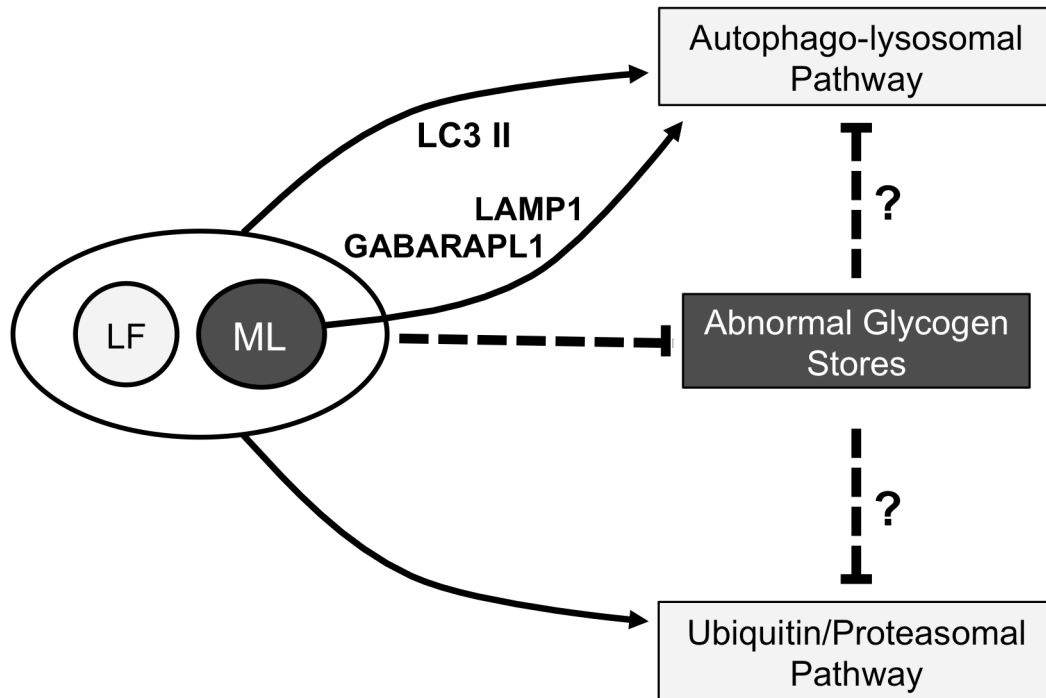 Autophago-lysosomal
Pathway
LC3 II
?
LAMP1
GABARAPL1
LF
ML
Abnormal Glycogen
Stores
?
Ubiquitin/Proteasomal
Pathway